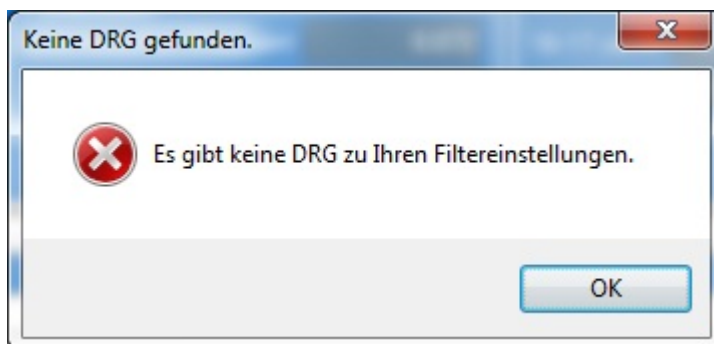 Keine DRG gefunden.
Es gibt keine DRG zu Ihren Filtereinstellungen.
OK